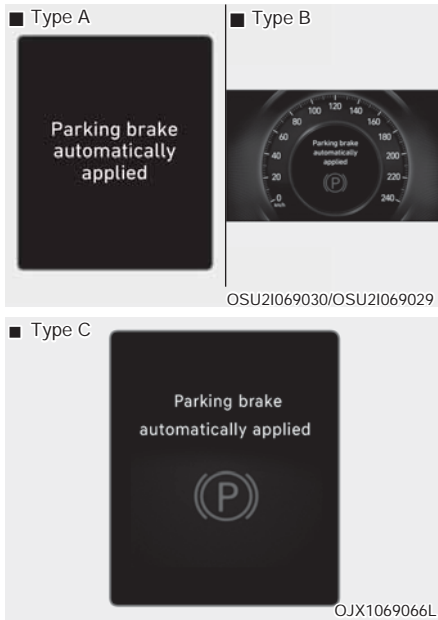 ■ Type A
Parking brake
automatically
applied
■ Type B
0
20
40
60
80
100
120
140
160
180
200
220
240
km/h
Parking brake
automatically
applied
P
OSU2I069030/OSU2I069029
■ Type C
Parking brake
automatically applied
P
OJX1069066L